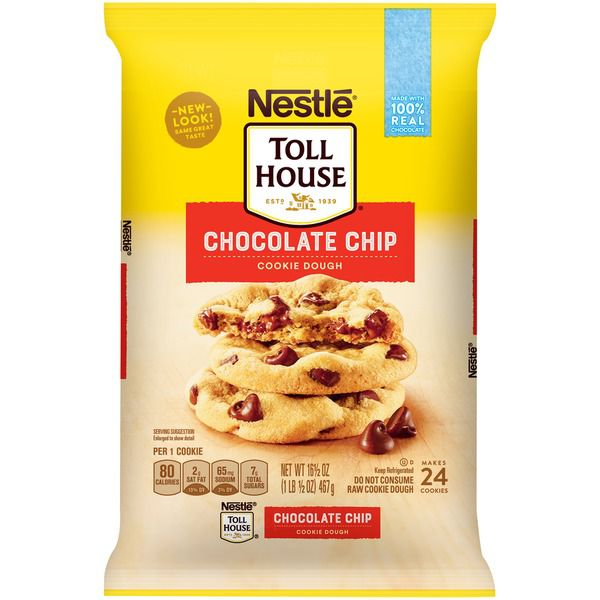 -NEW-
LOOK!
SAME GREAT
TASTE
MADE WITH
100%
REAL
CHOCOLATE
Nestlé®
TOLL
HOUSE®
ESTD 1939
CHOCOLATE CHIP
COOKIE DOUGH
Nestlé®
Nestlé®
SERVING SUGGESTION
Enlarged to show detail
PER 1 COOKIE
80
CALORIES
2g
SAT FAT
10% DV
65mg
SODIUM
3% DV
7g
TOTAL
SUGARS
NET WT 16½ OZ
(1 LB ½ OZ) 467g
U D
Keep Refrigerated
DO NOT CONSUME
RAW COOKIE DOUGH
MAKES
24
COOKIES
Nestlé®
TOLL
HOUSE®
CHOCOLATE CHIP
COOKIE DOUGH